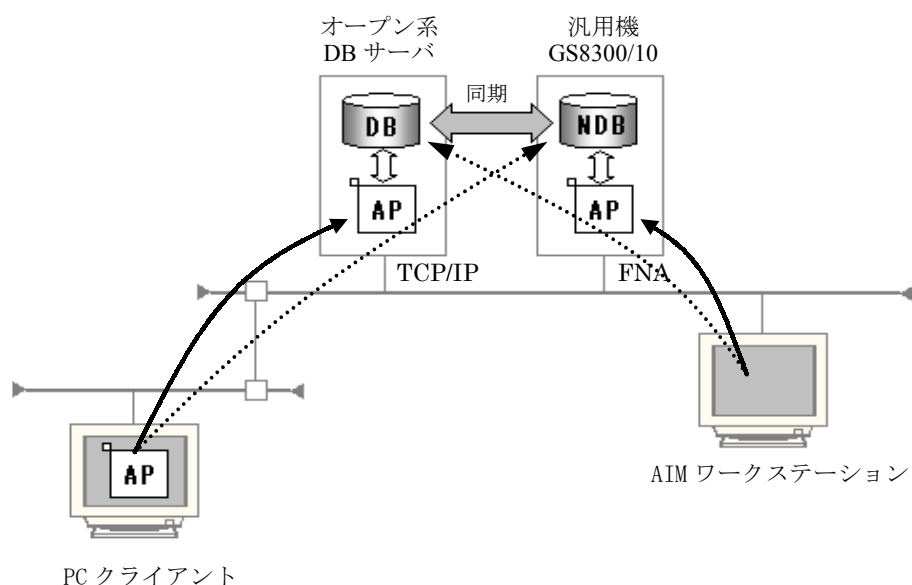 オープン系
DB サーバ
汎用機
GS8300/10
同期
DB
NDB
AP
AP
TCP/IP
FNA
AP
AIM ワークステーション
PC クライアント